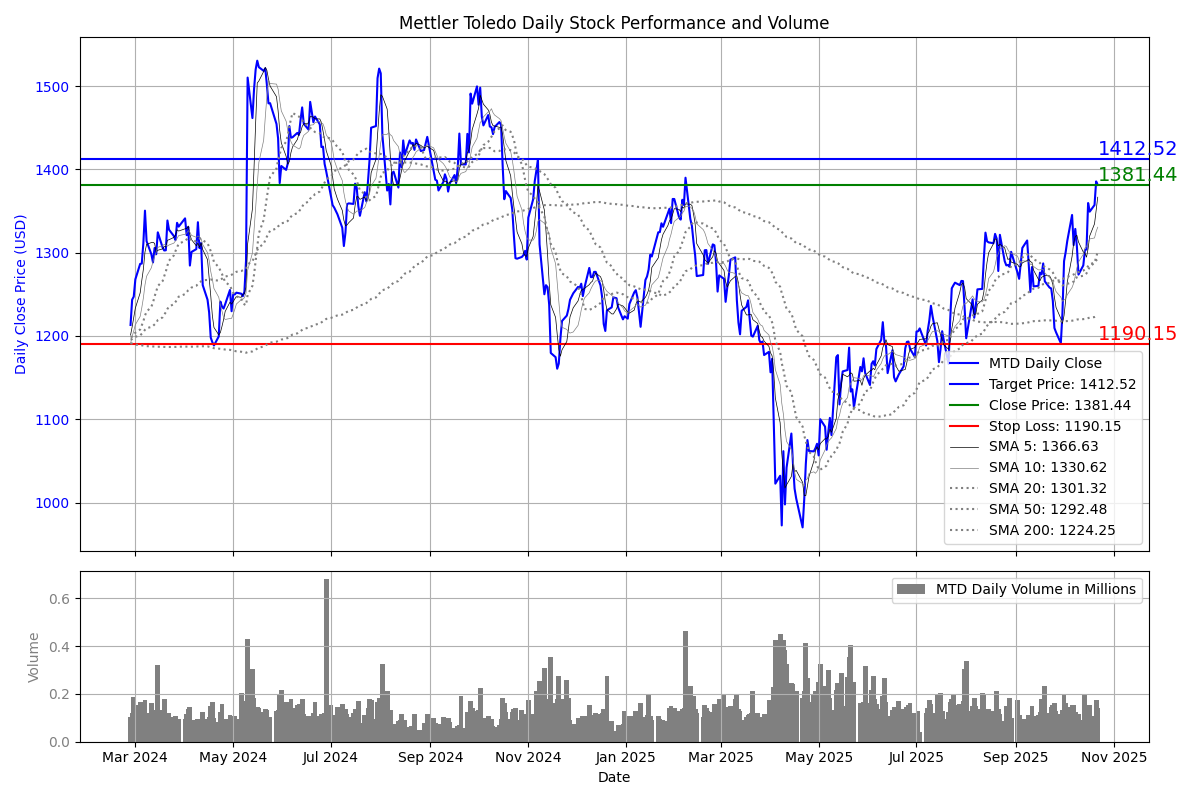 Mettler Toledo Daily Stock Performance and Volume
Daily Close Price (USD)
1500
1400
1300
1200
1100
1000
1412.52
1381.44
1190.15
MTD Daily Close
Target Price: 1412.52
Close Price: 1381.44
Stop Loss: 1190.15
SMA 5: 1366.63
SMA 10: 1330.62
SMA 20: 1301.32
SMA 50: 1292.48
SMA 200: 1224.25
Volume
0.6
0.4
0.2
0.0
MTD Daily Volume in Millions
Mar 2024 May 2024 Jul 2024 Sep 2024 Nov 2024 Jan 2025 Mar 2025 May 2025 Jul 2025 Sep 2025 Nov 2025
Date